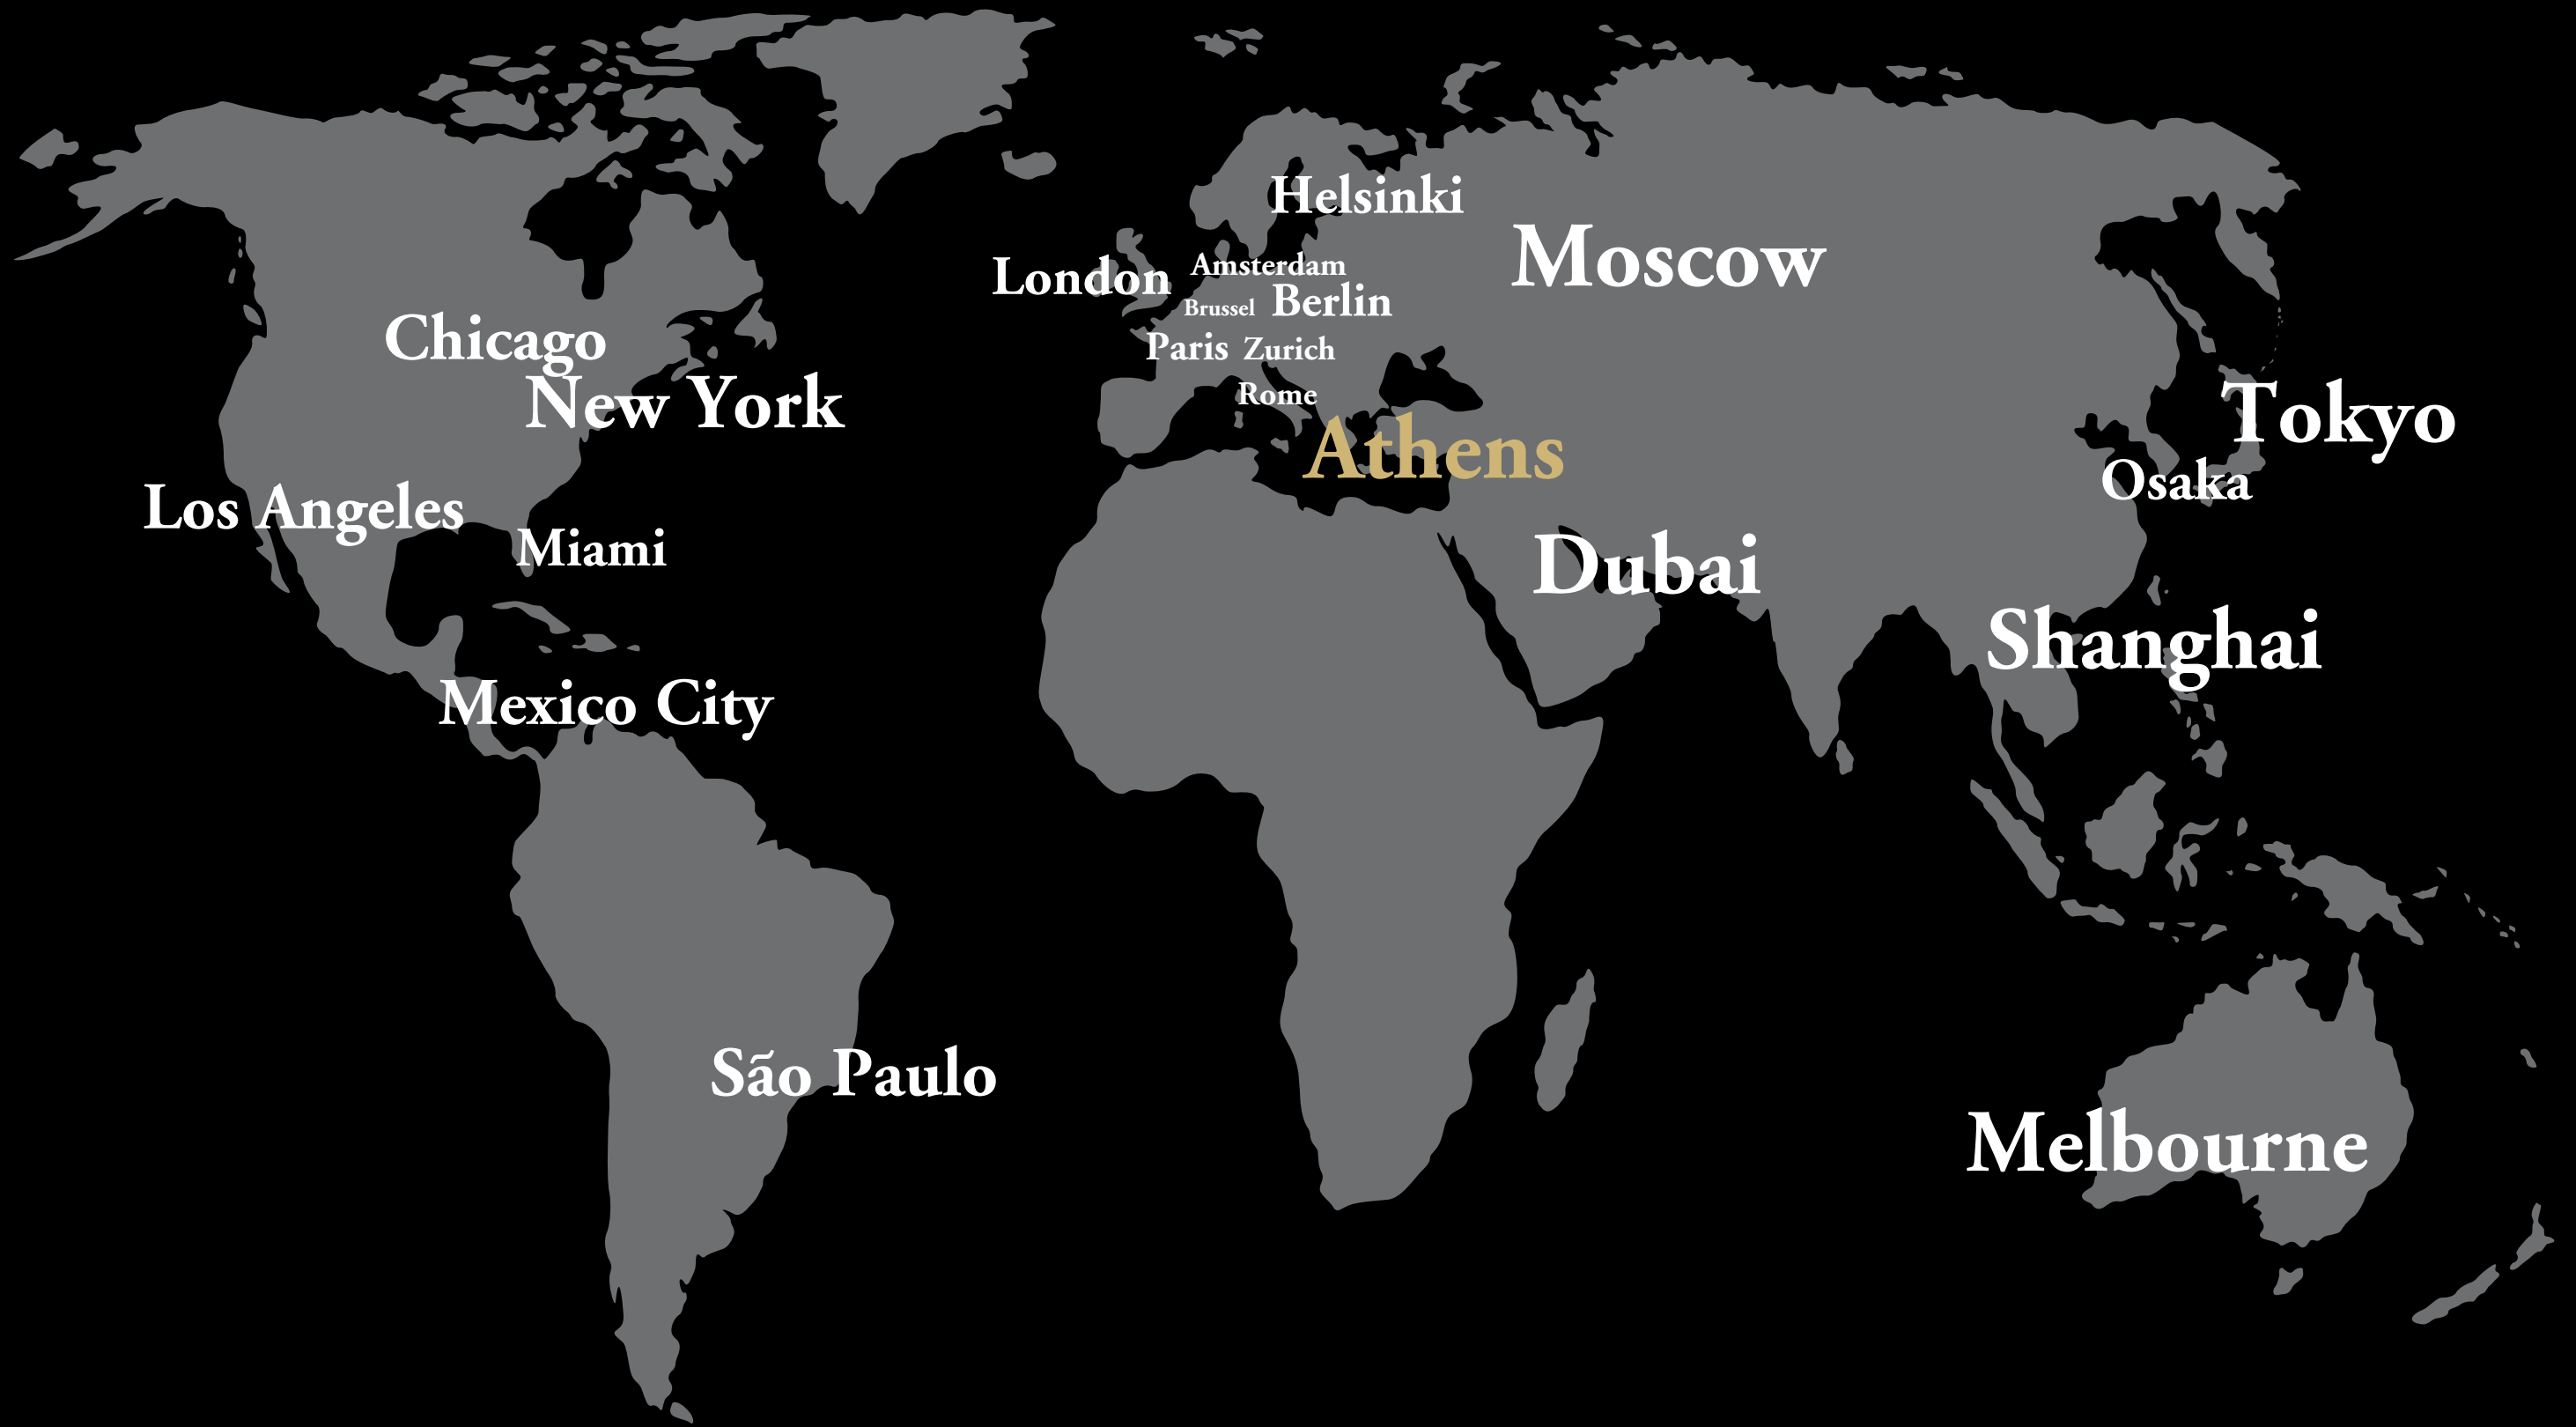 Helsinki
Moscow
London
Amsterdam
Brussel
Berlin
Chicago
Paris
Zurich
New York
Rome
Tokyo
Athens
Osaka
Los Angeles
Miami
Dubai
Shanghai
Mexico City
São Paulo
Melbourne